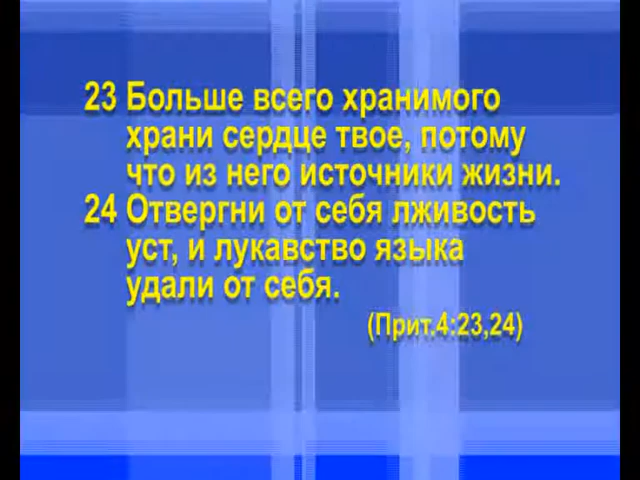 23 Больше всего хранимого
храни сердце твое, потому
что из него источники жизни.
24 Отвергни от себя лживость
уст, и лукавство языка
удали от себя.
(Прит.4:23,24)